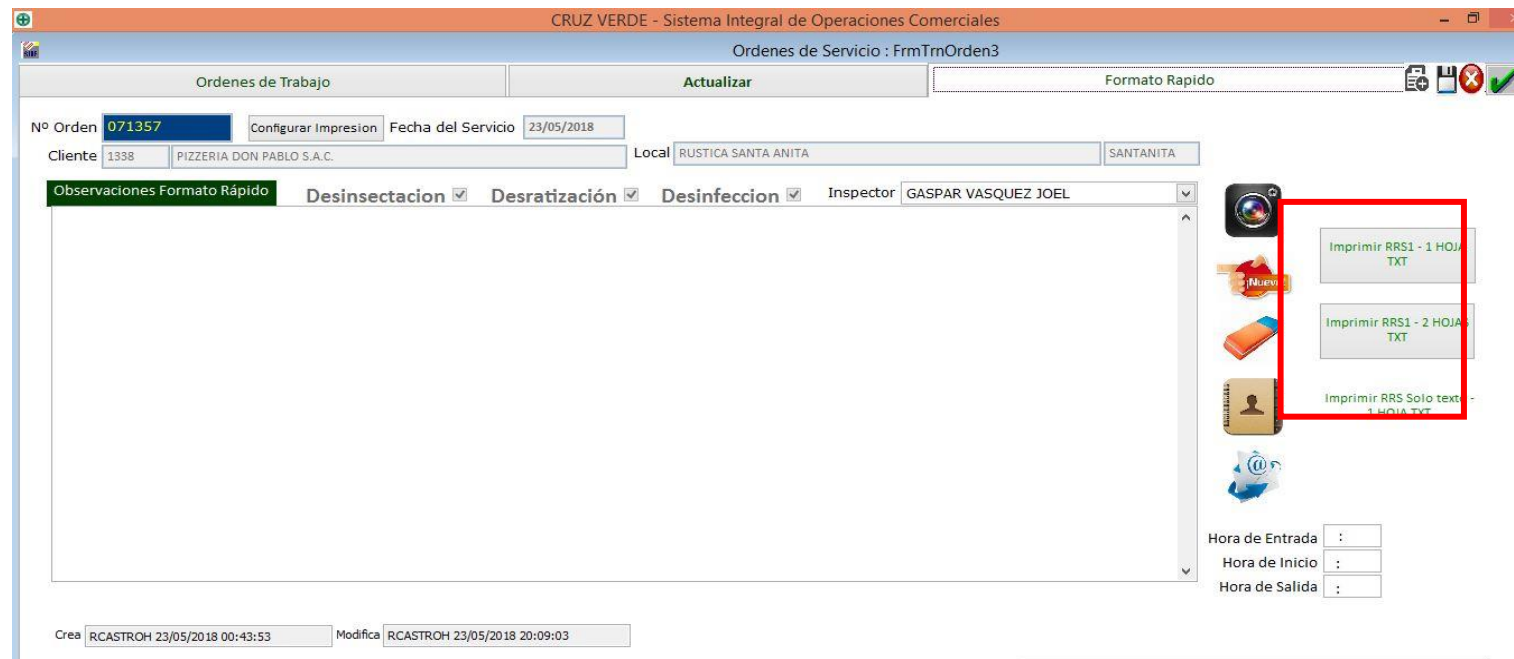 CRUZ VERDE - Sistema Integral de Operaciones Comerciales
Ordenes de Servicio : FrmTrnOrden3
Ordenes de Trabajo Actualizar Formato Rapido
Nº Orden 071357 Configurar Impresion Fecha del Servicio 23/05/2018
Cliente 1338 PIZZERIA DON PABLO S.A.C. Local RUSTICA SANTA ANITA SANTANITA
Observaciones Formato Rápido Desinsectacion Desratización Desinfeccion Inspector GASPAR VASQUEZ JOEL
Imprimir RRS1 - 1 HOJA
TXT
¡Nuevo
Imprimir RRS1 - 2 HOJAS
TXT
Imprimir RRS Solo texto -
1 HOJA TXT
@
Hora de Entrada :
Hora de Inicio :
Hora de Salida :
Crea RCASTROH 23/05/2018 00:43:53 Modifica RCASTROH 23/05/2018 20:09:03